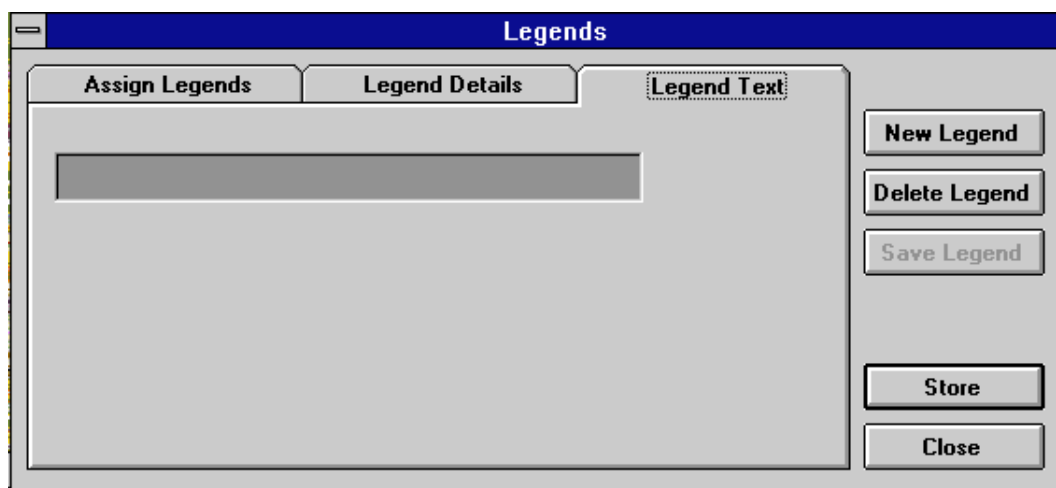 Legends
Assign Legends
Legend Details
Legend Text
New Legend
Delete Legend
Save Legend
Store
Close